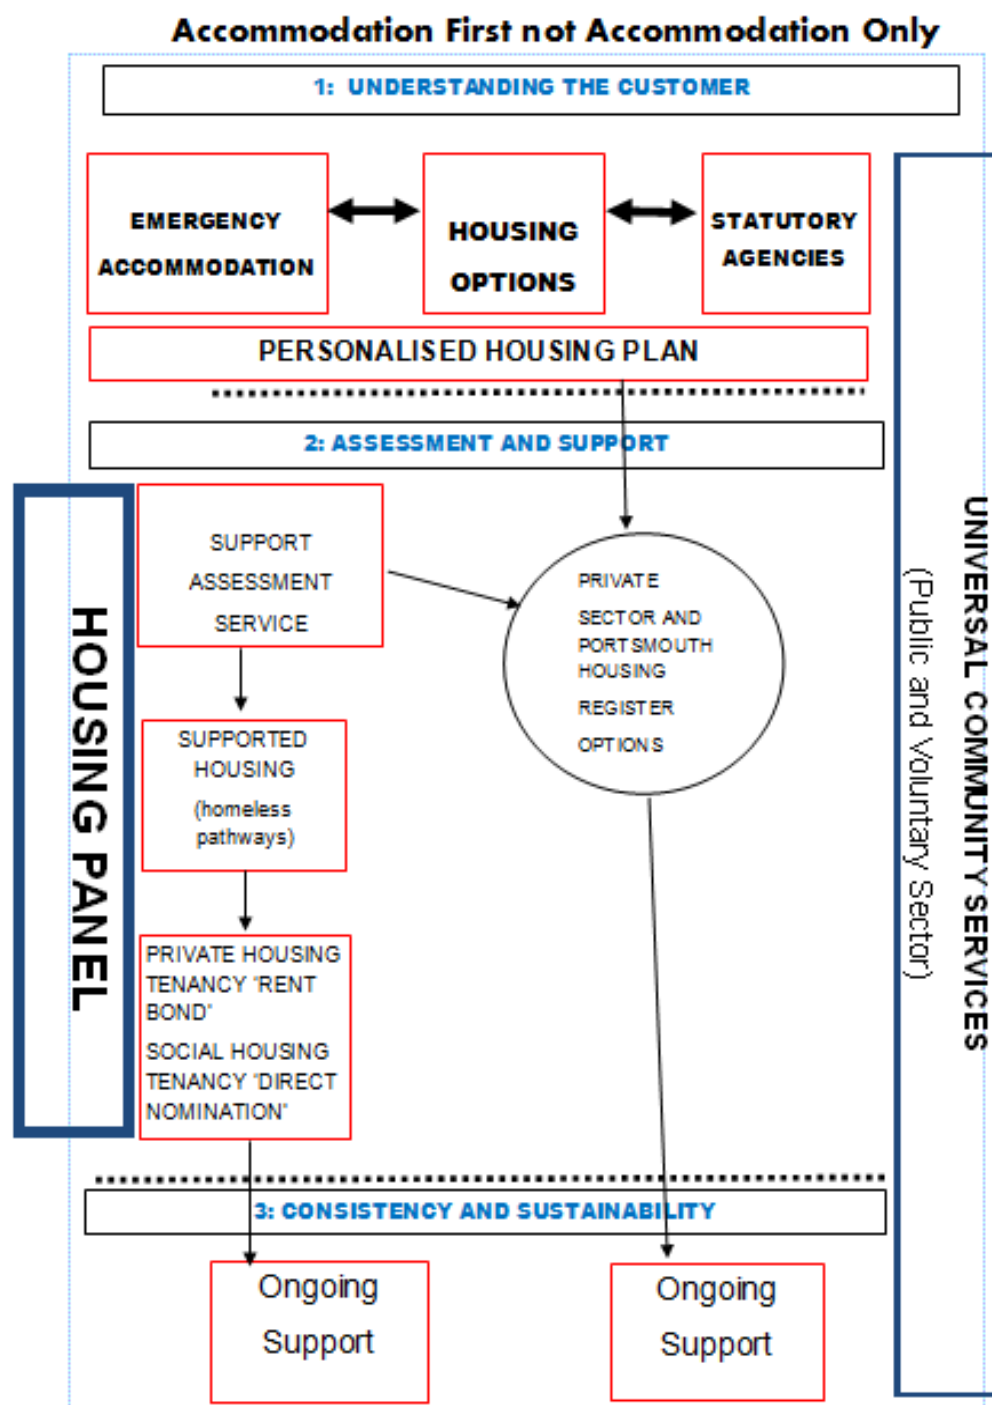 Accommodation First not Accommodation Only
1: UNDERSTANDING THE CUSTOMER
EMERGENCY
ACCOMMODATION
HOUSING
OPTIONS
STATUTORY
AGENCIES
PERSONALISED HOUSING PLAN
2: ASSESSMENT AND SUPPORT
HOUSING PANEL
SUPPORT
ASSESSMENT
SERVICE
PRIVATE
SECTOR AND
PORTSMOUTH
HOUSING
REGISTER
OPTIONS
SUPPORTED
HOUSING
(homeless
pathways)
PRIVATE HOUSING
TENANCY "RENT
BOND"
SOCIAL HOUSING
TENANCY "DIRECT
NOMINATION"
UNIVERSAL COMMUNITY SERVICES
(Public and Voluntary Sector)
3: CONSISTENCY AND SUSTAINABILITY
Ongoing
Support
Ongoing
Support